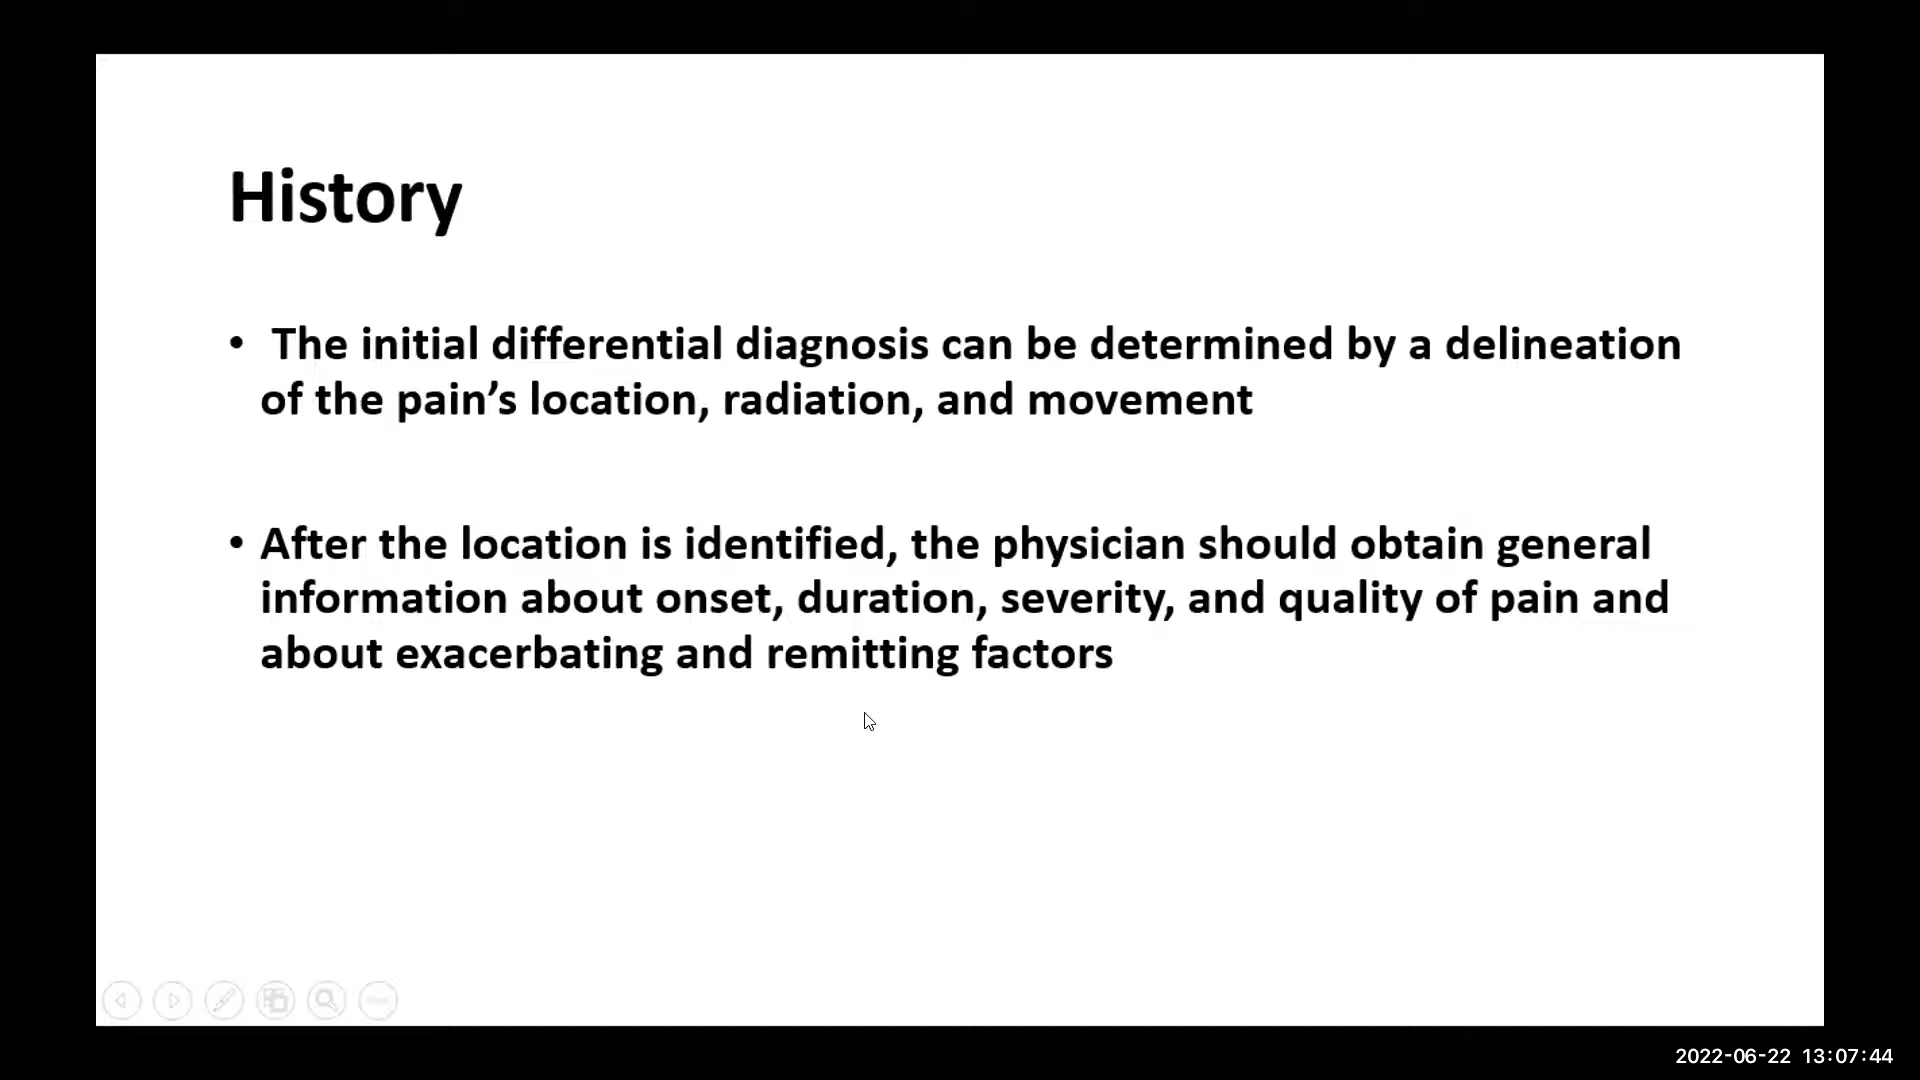 History
• The initial differential diagnosis can be determined by a delineation
of the pain’s location, radiation, and movement
• After the location is identified, the physician should obtain general
information about onset, duration, severity, and quality of pain and
about exacerbating and remitting factors
2022-06-22 13:07:44